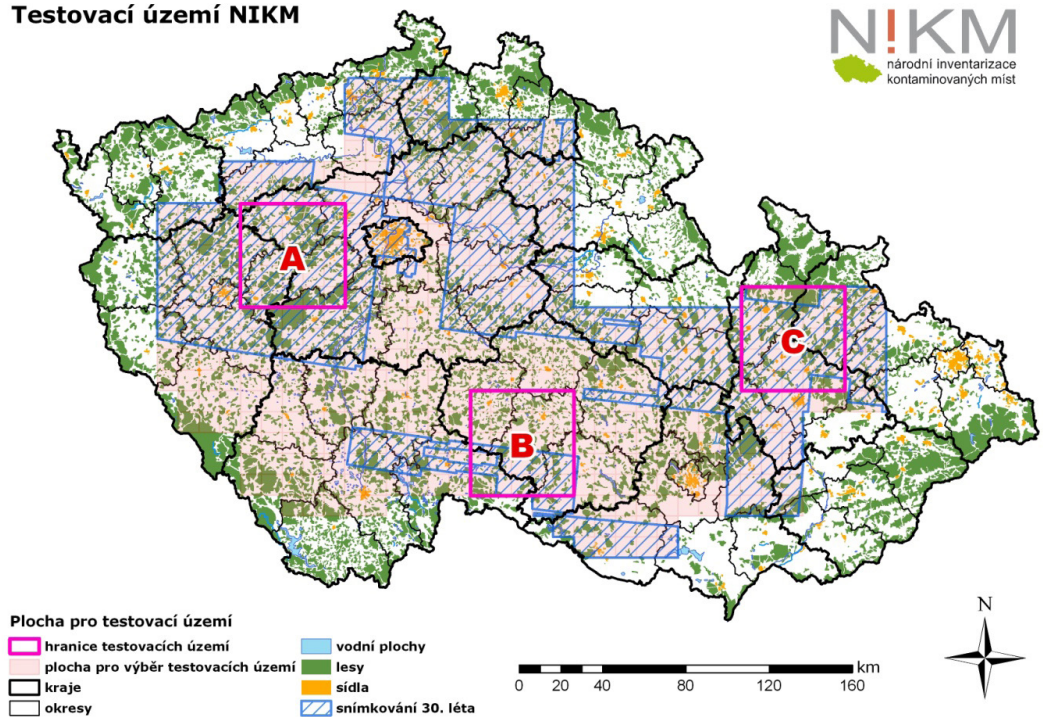 Testovací území NIKM
N!KM
národní inventarizace
kontaminovaných míst
A
B
C
Plocha pro testovací území
hranice testovacích území
plocha pro výběr testovacích území
kraje
okresy
vodní plochy
lesy
sídla
snímkování 30. léta
km
0 20 40 80 120 160
N